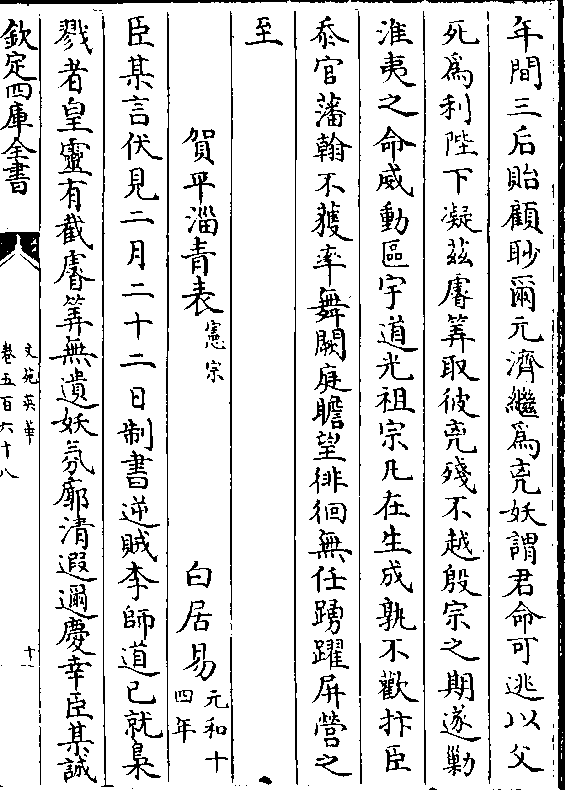 年間三后貽顧眇爾元濟繼為兇妖謂君命可逃以父
死為利陛下凝茲睿筭取彼兇殘不越殷宗之期遂勦
淮夷之命威動區宇道光祖宗凡在生成孰不歡抃臣
忝官藩翰不獲率舞闕庭瞻望徘徊無任踴躍屏營之
至
賀平淄青表憲宗 白居易元和十四年
臣某言伏見二月二十二日制書逆賊李師道已就梟
戮者皇靈有截睿筭無遺妖氛廓清遐邇慶幸臣某誠
欽定四庫全書
文苑英華
卷五百六十八
十一